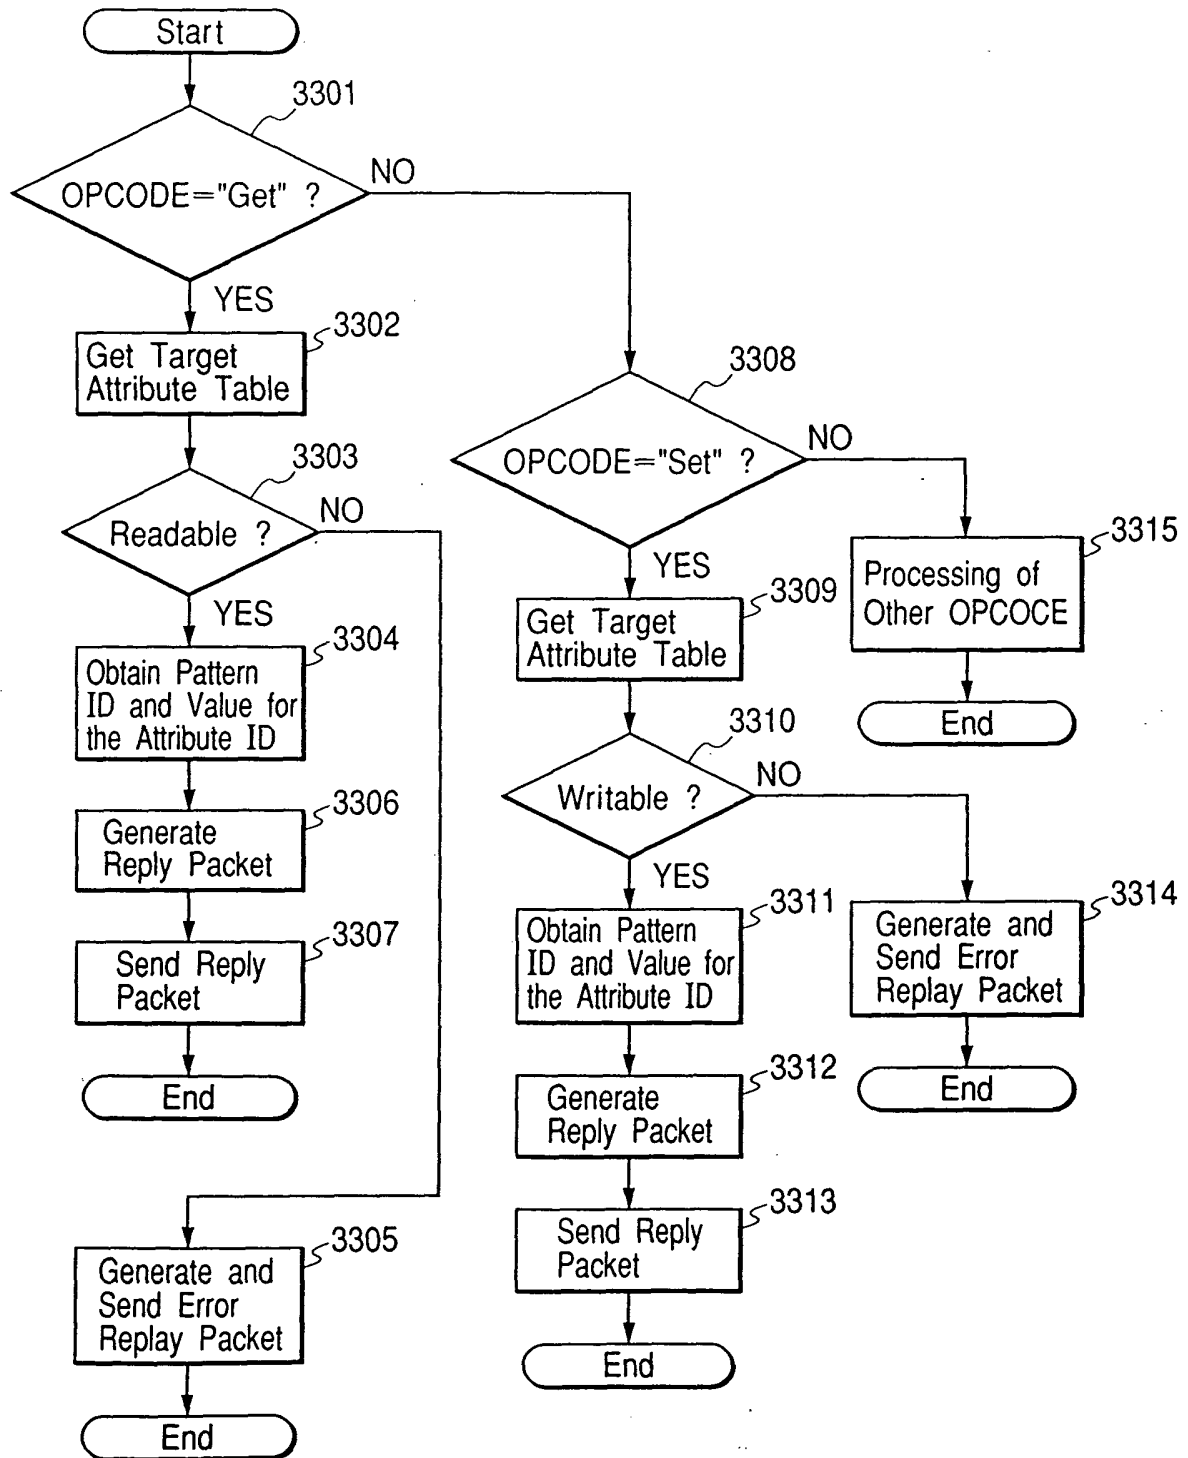 Start
3301
OPCODE="Get" ?
NO
YES
3302
Get Target
Attribute Table
3303
Readable ?
NO
YES
3304
Obtain Pattern
ID and Value for
the Attribute ID
3306
Generate
Reply Packet
3307
Send Reply
Packet
End
3305
Generate and
Send Error
Replay Packet
End
3308
OPCODE="Set" ?
NO
YES
3309
Get Target
Attribute Table
3310
Writable ?
NO
YES
3311
Obtain Pattern
ID and Value for
the Attribute ID
3312
Generate
Reply Packet
3313
Send Reply
Packet
End
3315
Processing of
Other OPCOCE
End
3314
Generate and
Send Error
Replay Packet
End